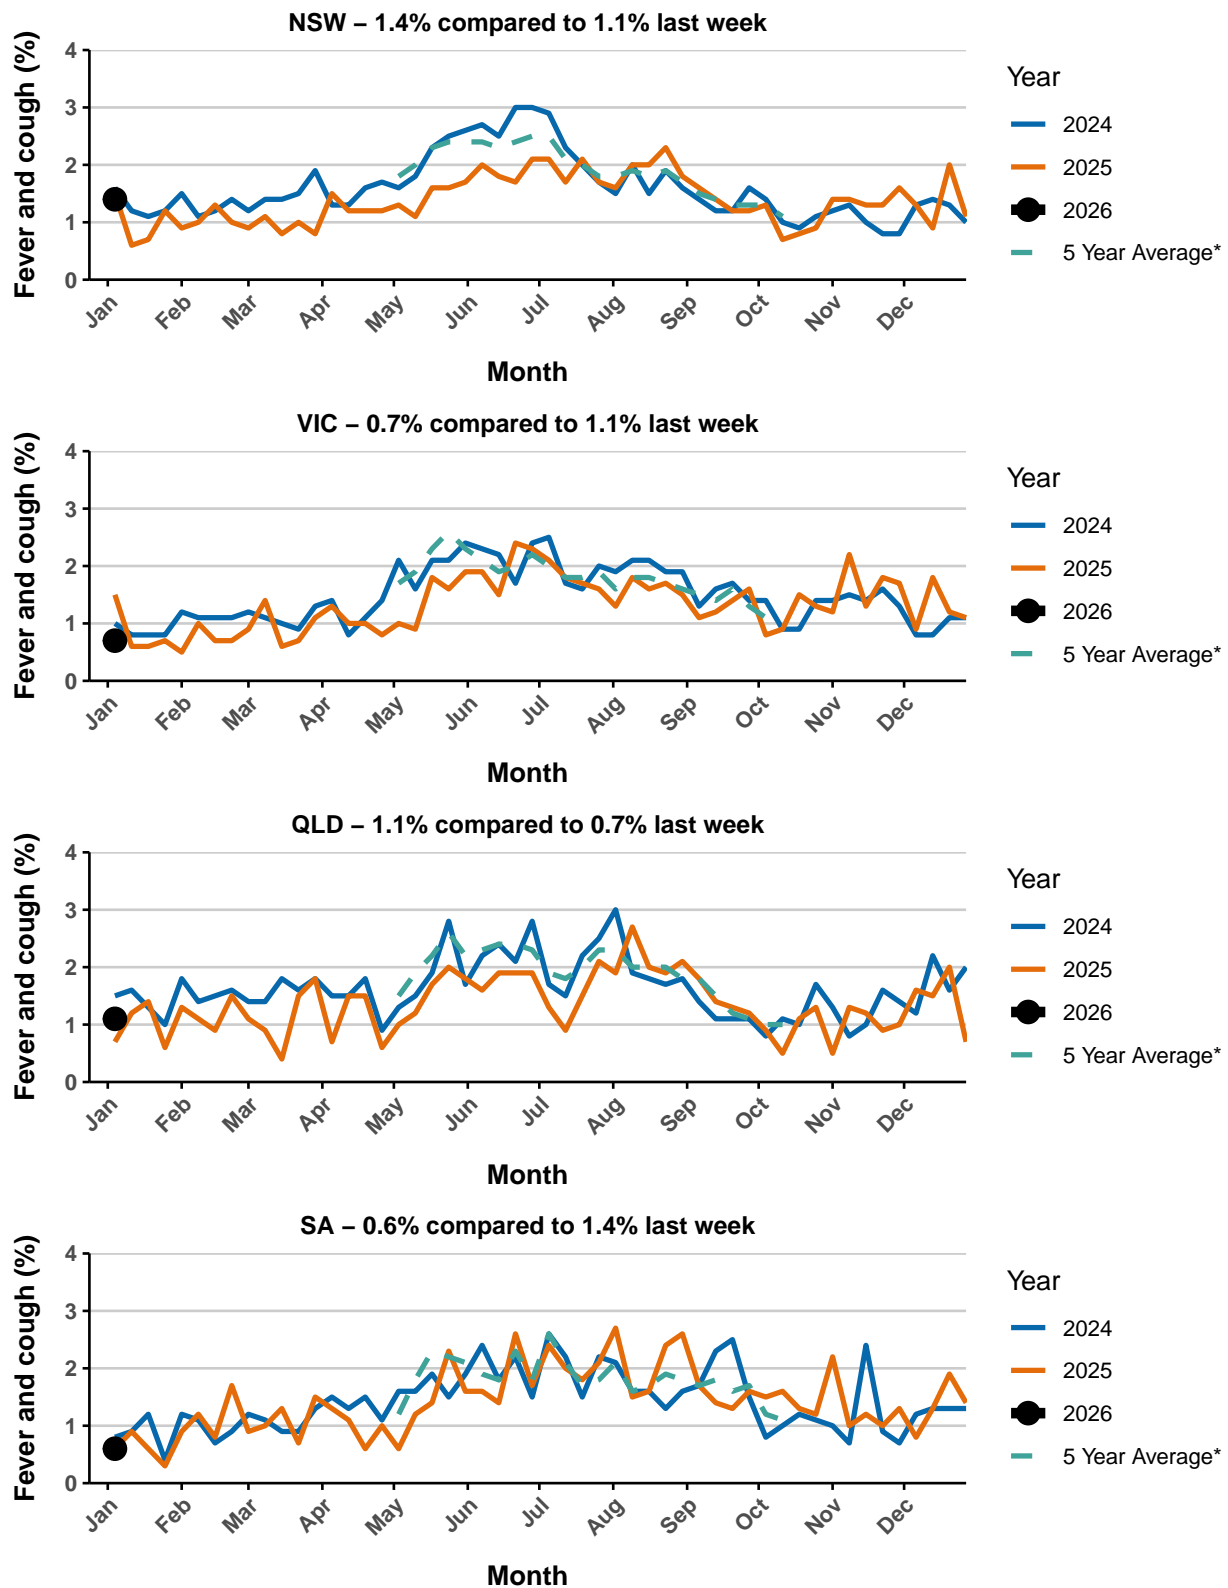 NSW – 1.4% compared to 1.1% last week
Fever and cough (%)
4
3
2
1
0
Jan Feb Mar Apr May Jun Jul Aug Sep Oct Nov Dec
Month
Year
2024
2025
2026
5 Year Average*
VIC – 0.7% compared to 1.1% last week
Fever and cough (%)
4
3
2
1
0
Jan Feb Mar Apr May Jun Jul Aug Sep Oct Nov Dec
Month
Year
2024
2025
2026
5 Year Average*
QLD – 1.1% compared to 0.7% last week
Fever and cough (%)
4
3
2
1
0
Jan Feb Mar Apr May Jun Jul Aug Sep Oct Nov Dec
Month
Year
2024
2025
2026
5 Year Average*
SA – 0.6% compared to 1.4% last week
Fever and cough (%)
4
3
2
1
0
Jan Feb Mar Apr May Jun Jul Aug Sep Oct Nov Dec
Month
Year
2024
2025
2026
5 Year Average*